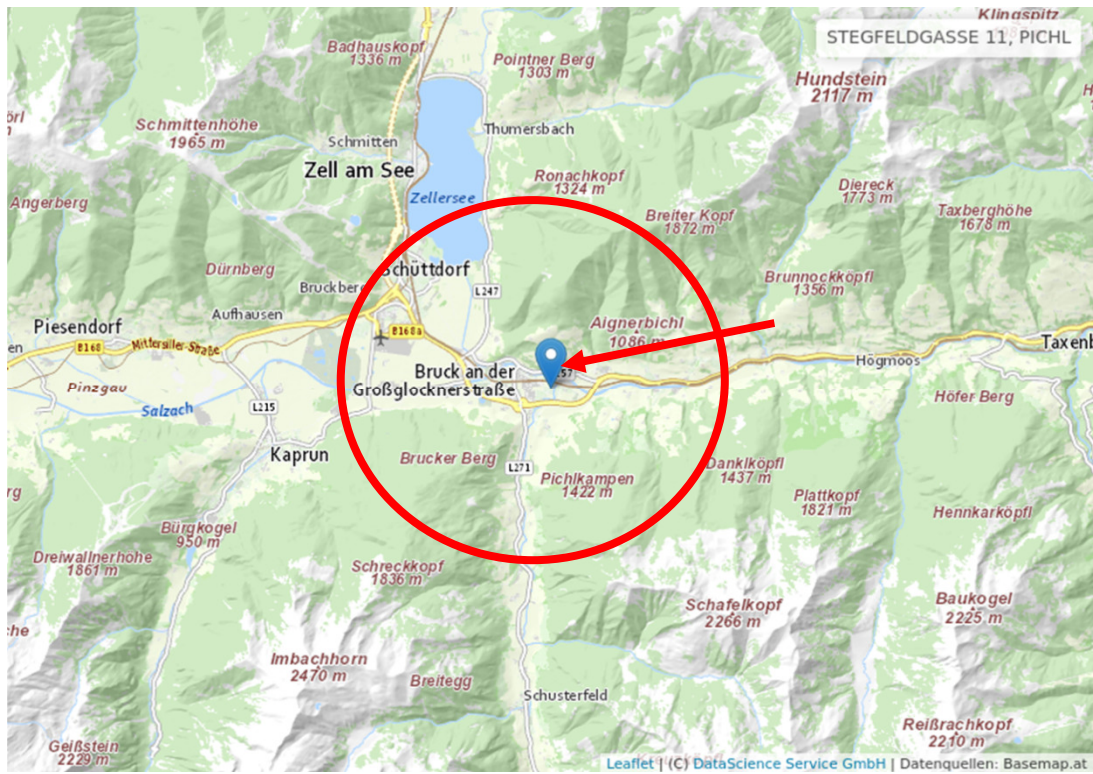 Klingspitz
STEGFELDGASSE 11, PICHL
Badhauskopf
1336 m
Pointner Berg
1303 m
Hundstein
2117 m
Schmittenhöhe
1965 m
Schmitten
Thumersbach
Zell am See
Ronachkopf
1324 m
Diereck
1773 m
Zellersee
Angerberg
Breiter Kopf
1872 m
Taxberghöhe
1678 m
Dürnberg
Schüttdorf
Bruckberg
L247
Brunnockköpfl
1356 m
Aufhausen
Piesendorf
B168
Mittersiller-Straße
B168a
Aignerbichl
1086 m
Taxenb
Högmoos
Bruck an der
Großglocknerstraße
Pinzgau
Salzach
L215
Höfer Berg
Kaprun
Brucker Berg
L271
Pichlkampen
1422 m
Danklköpfl
1437 m
Plattkopf
1821 m
Hennkarköpfl
Bürgkogel
950 m
Dreiwallnerhöhe
1861 m
Schreckkopf
1836 m
Schafelkopf
2266 m
Baukogel
2225 m
Imbachhorn
2470 m
Breitegg
Schusterfeld
Reißrachkopf
2210 m
Geißstein
2229 m
Leaflet | (C) DataScience Service GmbH | Datenquellen: Basemap.at